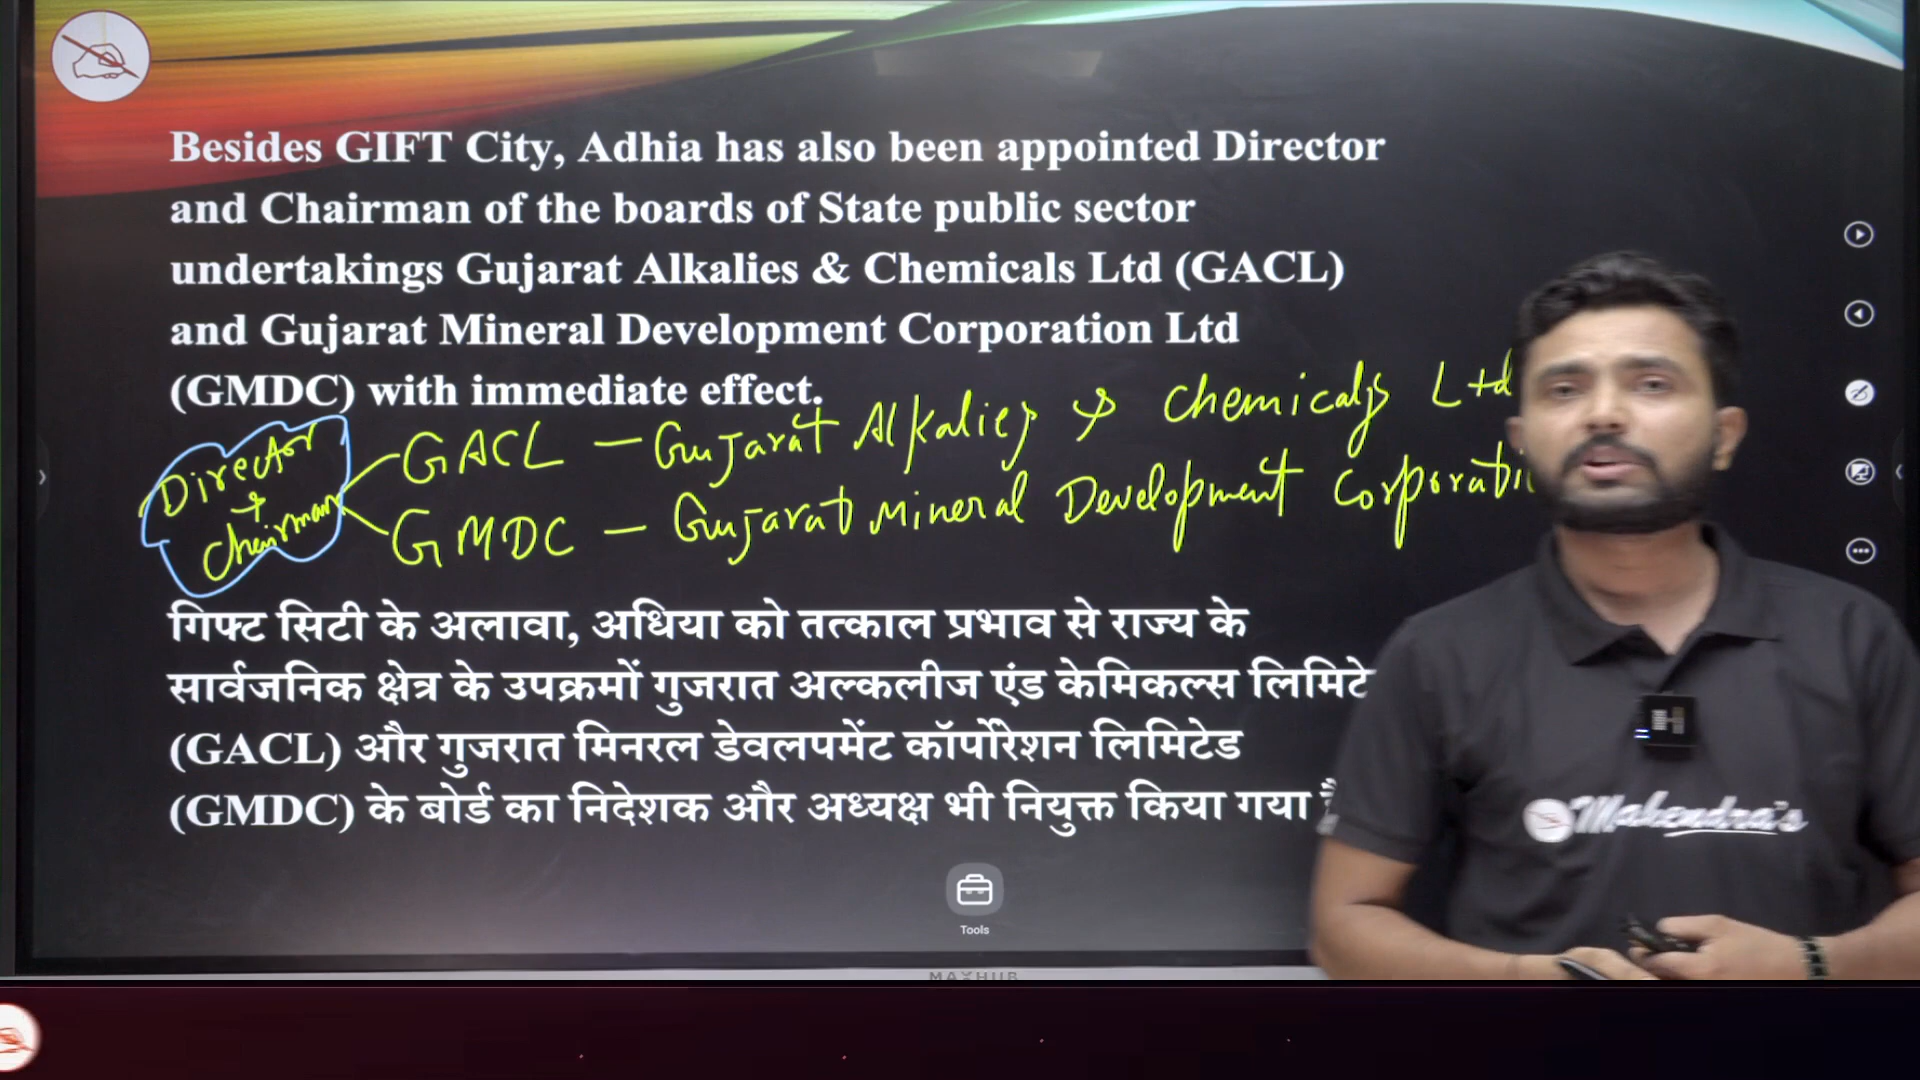 Besides GIFT City, Adhia has also been appointed Director
and Chairman of the boards of State public sector
undertakings Gujarat Alkalies & Chemicals Ltd (GACL)
and Gujarat Mineral Development Corporation Ltd
(GMDC) with immediate effect.
Director
&
Chairman
GACL — Gujarat Alkalies & Chemicals Ltd
GMDC — Gujarat Mineral Development
गिफ्ट सिटी के अलावा, अधिया को तत्काल प्रभाव से राज्य के
सार्वजनिक क्षेत्र के उपक्रमों गुजरात अल्कलीज एंड केमिकल्स
(GACL) और गुजरात मिनरल डेवलपमेंट कॉर्पोरेशन लिमिटेड
(GMDC) के बोर्ड का निदेशक और अध्यक्ष भी नियुक्त किया गया
Mahendra's
Tools
MAXHUB